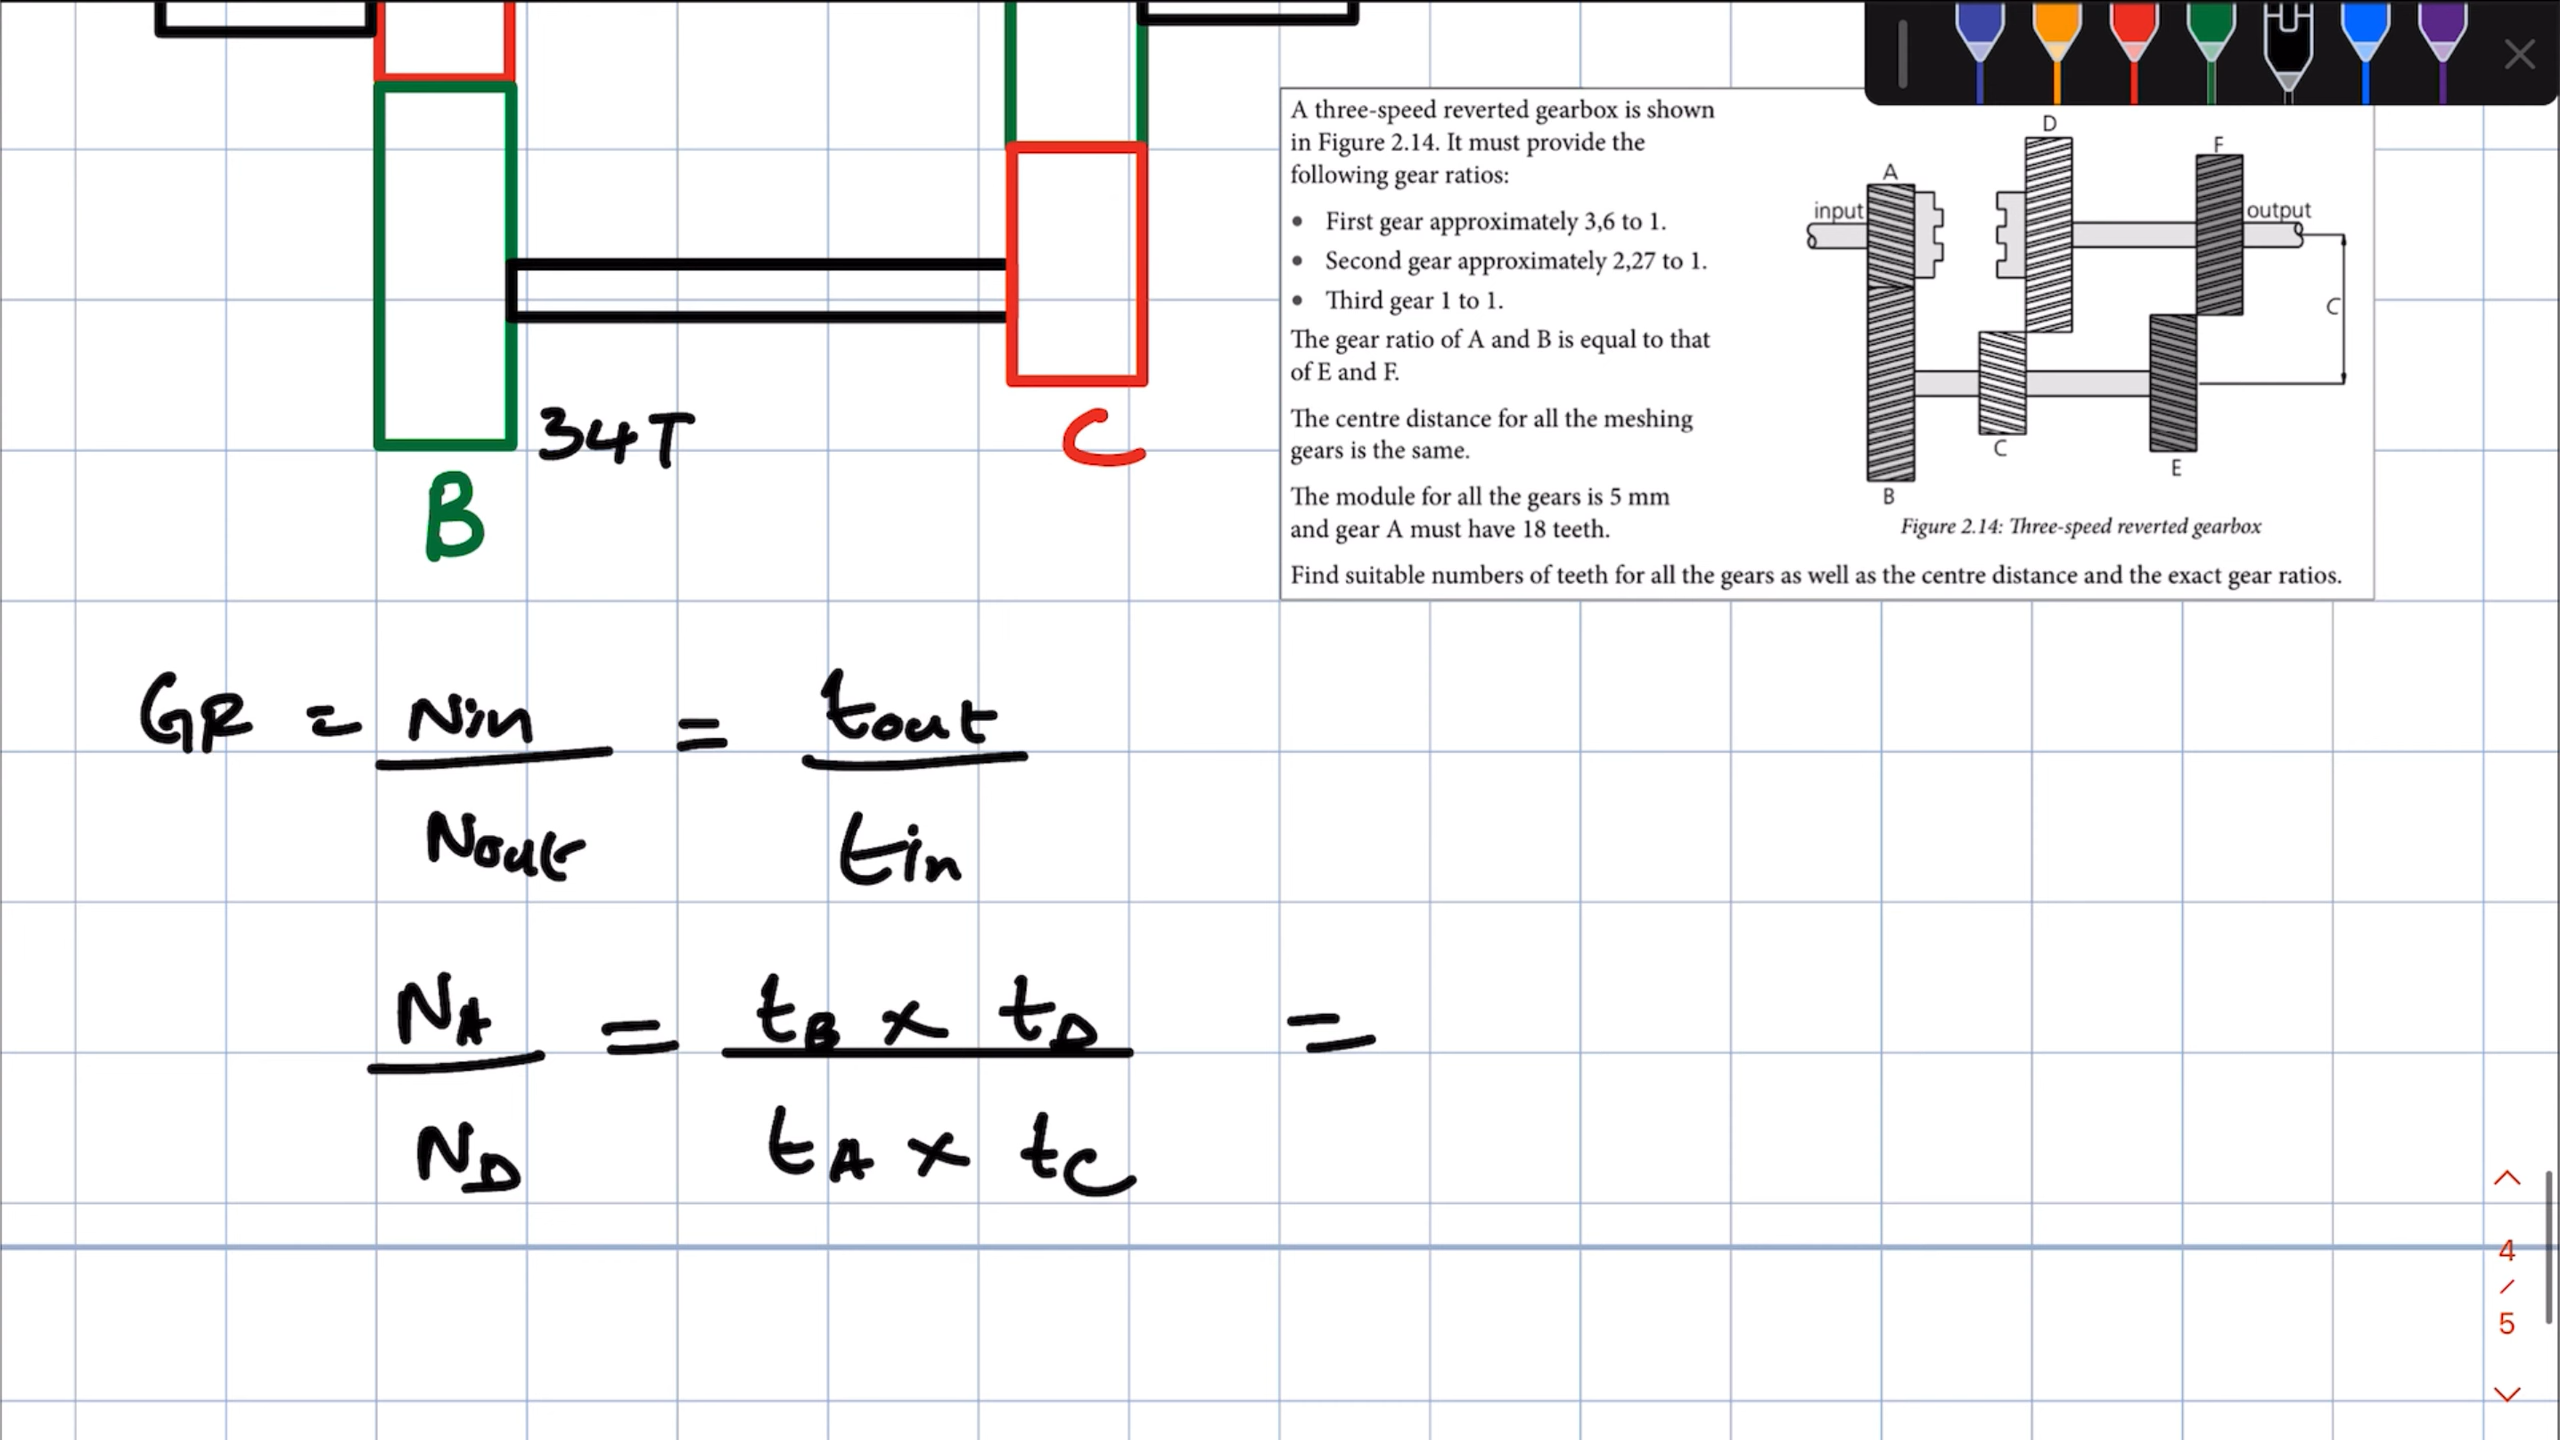 34T
C
B
A three-speed reverted gearbox is shown
in Figure 2.14. It must provide the
following gear ratios:
• First gear approximately 3,6 to 1.
• Second gear approximately 2,27 to 1.
• Third gear 1 to 1.
The gear ratio of A and B is equal to that
of E and F.
The centre distance for all the meshing
gears is the same.
The module for all the gears is 5 mm
and gear A must have 18 teeth.
D
F
A
input
output
C
C
E
B
Figure 2.14: Three-speed reverted gearbox
Find suitable numbers of teeth for all the gears as well as the centre distance and the exact gear ratios.
GR = Nin / Nout = tout / tin
NA / ND = tB × tD / tA × tC =
4
/
5